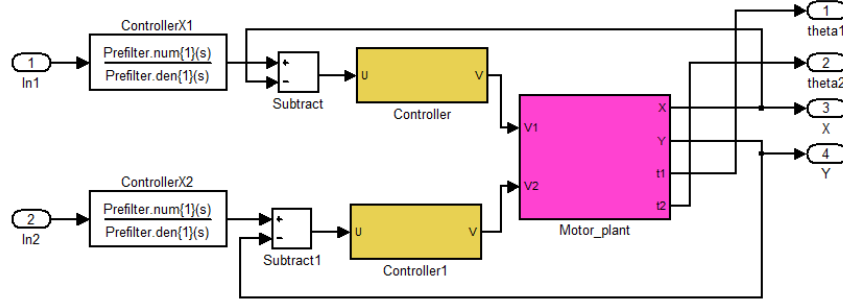 ControllerX1
Prefilter.num{1}(s)
Prefilter.den{1}(s)
1
In1
+
−
Subtract
U
V
Controller
V1
V2
X
Y
t1
t2
Motor_plant
1
theta1
2
theta2
3
X
4
Y
ControllerX2
Prefilter.num{1}(s)
Prefilter.den{1}(s)
2
In2
+
−
Subtract1
U
V
Controller1